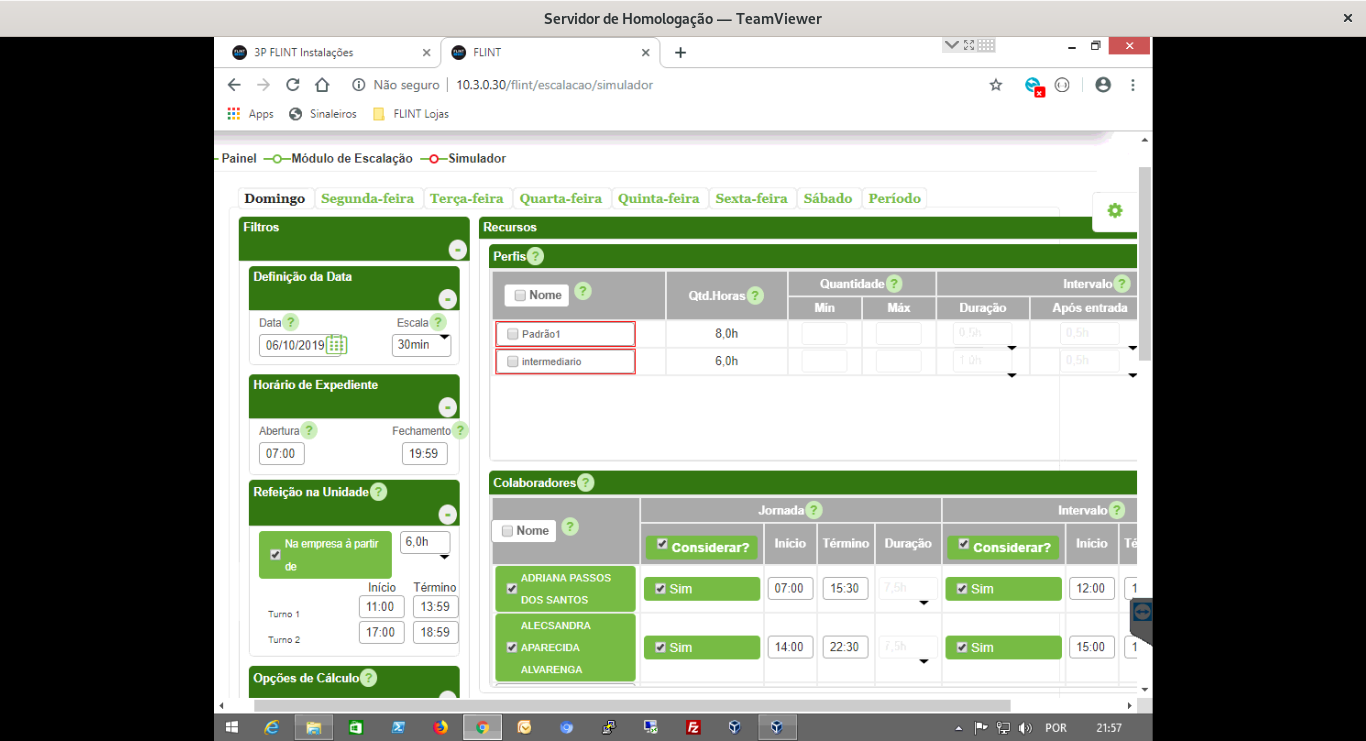 Servidor de Homologação — TeamViewer
3P FLINT Instalações
FLINT
Não seguro 10.3.0.30/flint/escalacao/simulador
Apps Sinaleiros FLINT Lojas
Painel Módulo de Escalação Simulador
Domingo Segunda-feira Terça-feira Quarta-feira Quinta-feira Sexta-feira Sábado Período
Filtros
Definição da Data
Data ? Escala ?
06/10/2019 30min
Horário de Expediente
Abertura ? Fechamento ?
07:00 19:59
Refeição na Unidade ?
Na empresa á partir
de
6,0h
Início Término
Turno 1 11:00 13:59
Turno 2 17:00 18:59
Opções de Cálculo ?
Recursos
Perfis ?
Nome ? Qtd.Horas ? Quantidade ? Intervalo ?
Min Máx Duração Após entrada
Padrão1 8,0h 0,5h 0,5h
intermediario 6,0h 1,0h 0,5h
Colaboradores ?
Nome ? Jornada ? Intervalo ?
Considerar? Início Término Duração Considerar? Início Té
ADRIANA PASSOS
DOS SANTOS
Sim 07:00 15:30 7,5h Sim 12:00 1
ALECSANDRA
APARECIDA
ALVARENGA
Sim 14:00 22:30 7,5h Sim 15:00 1
POR 21:57